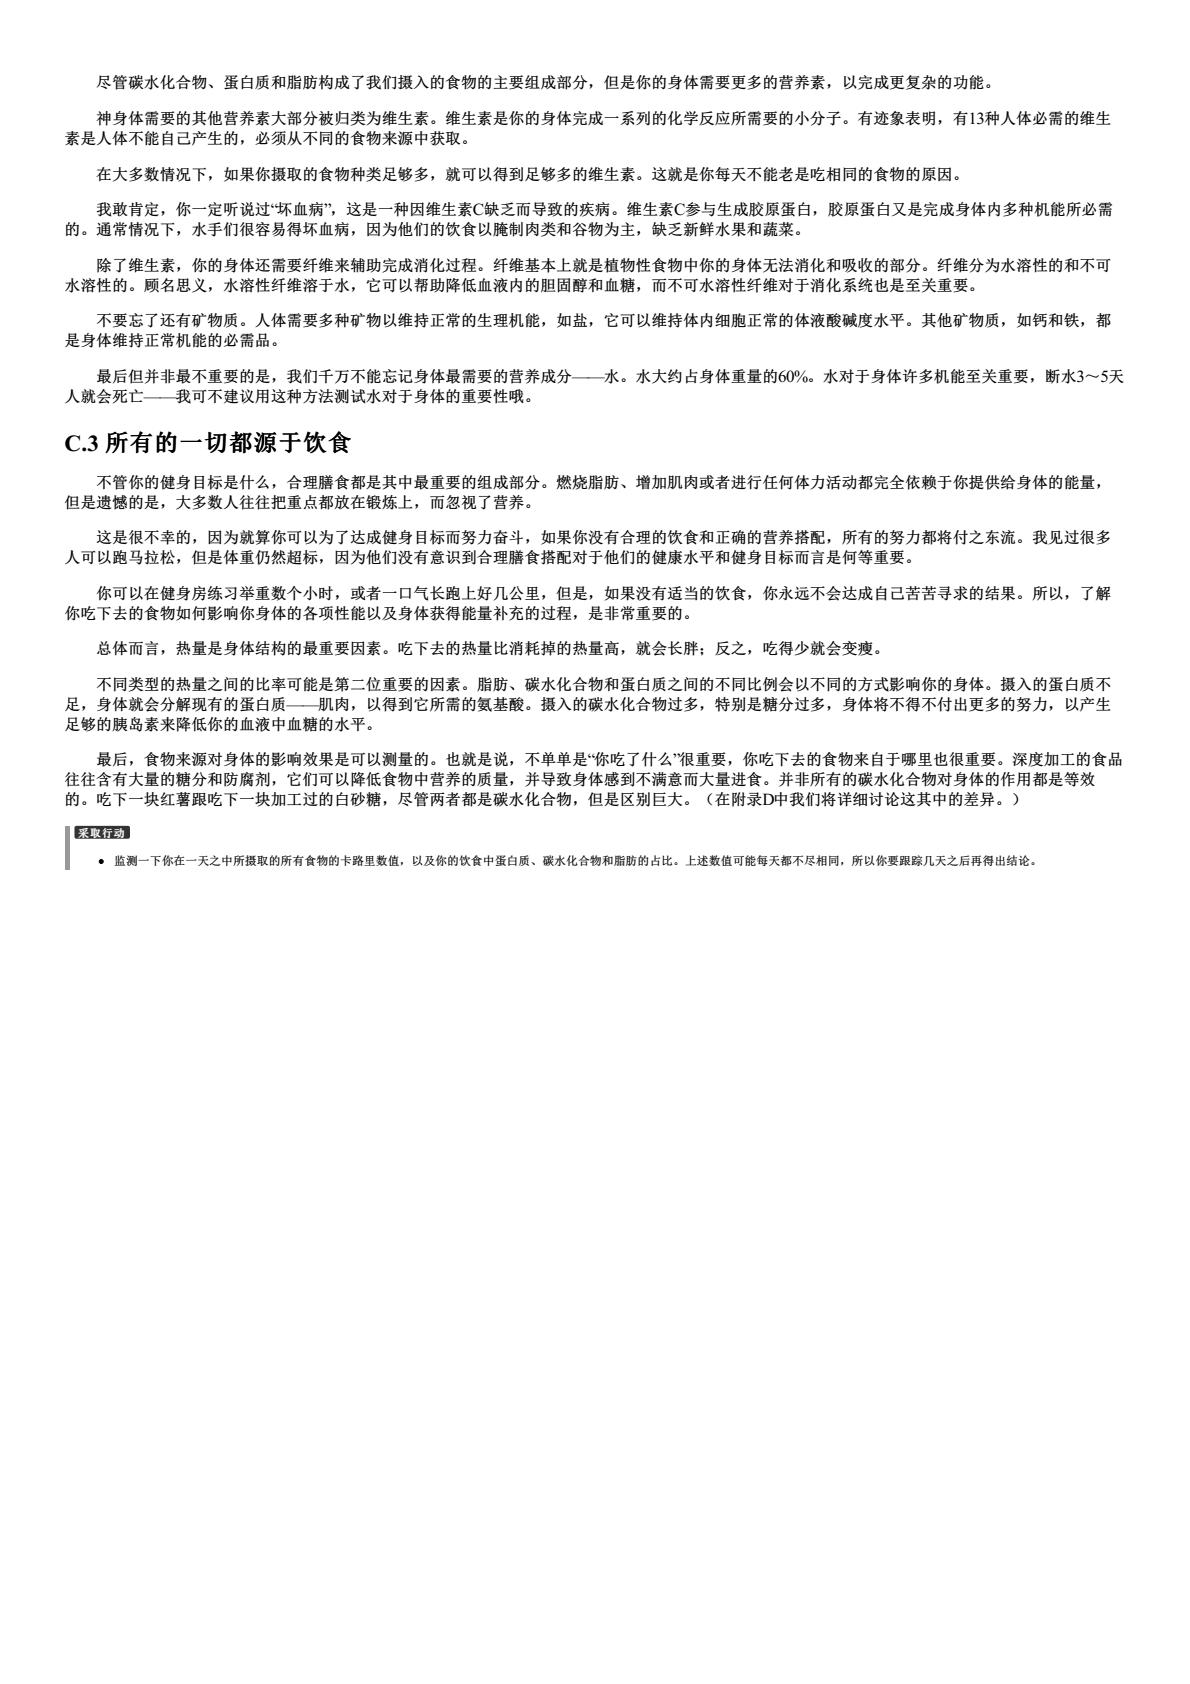 尽管碳水化合物、蛋白质和脂肪构成了我们摄入的食物的主要组成部分，但是你的身体需要更多的营养素，以完成更复杂的功能。
神身体需要的其他营养素大部分被归类为维生素。维生素是你的身体完成一系列的化学反应所需要的小分子。有迹象表明，有13种人体必需的维生
素是人体不能自己产生的，必须从不同的食物来源中获取。
在大多数情况下，如果你摄取的食物种类足够多，就可以得到足够多的维生素。这就是你每天不能老是吃相同的食物的原因。
我敢肯定，你一定听说过“坏血病”，这是一种因维生素C缺乏而导致的疾病。维生素C参与生成胶原蛋白，胶原蛋白又是完成身体内多种机能所必需
的。通常情况下，水手们很容易得坏血病，因为他们的饮食以腌制肉类和谷物为主，缺乏新鲜水果和蔬菜。
除了维生素，你的身体还需要纤维来辅助完成消化过程。纤维基本上就是植物性食物中你的身体无法消化和吸收的部分。纤维分为水溶性的和不可
水溶性的。顾名思义，水溶性纤维溶于水，它可以帮助降低血液内的胆固醇和血糖，而不可水溶性纤维对于消化系统也是至关重要。
不要忘了还有矿物质。人体需要多种矿物以维持正常的生理机能，如盐，它可以维持体内细胞正常的体液酸碱度水平。其他矿物质，如钙和铁，都
是身体维持正常机能的必需品。
最后但并非最不重要的是，我们千万不能忘记身体最需要的营养成分——水。水大约占身体重量的60%。水对于身体许多机能至关重要，断水3～5天
人就会死亡——我可不建议用这种方法测试水对于身体的重要性哦。
C.3 所有的一切都源于饮食
不管你的健身目标是什么，合理膳食都是其中最重要的组成部分。燃烧脂肪、增加肌肉或者进行任何体力活动都完全依赖于你提供给身体的能量，
但是遗憾的是，大多数人往往把重点都放在锻炼上，而忽视了营养。
这是很不幸的，因为就算你可以为了达成健身目标而努力奋斗，如果你没有合理的饮食和正确的营养搭配，所有的努力都将付之东流。我见过很多
人可以跑马拉松，但是体重仍然超标，因为他们没有意识到合理膳食搭配对于他们的健康水平和健身目标而言是何等重要。
你可以在健身房练习举重数个小时，或者一口气长跑上好几公里，但是，如果没有适当的饮食，你永远不会达成自己苦苦寻求的结果。所以，了解
你吃下去的食物如何影响你身体的各项性能以及身体获得能量补充的过程，是非常重要的。
总体而言，热量是身体结构的最重要因素。吃下去的热量比消耗掉的热量高，就会长胖；反之，吃得少就会变瘦。
不同类型的热量之间的比率可能是第二位重要的因素。脂肪、碳水化合物和蛋白质之间的不同比例会以不同的方式影响你的身体。摄入的蛋白质不
足，身体就会分解现有的蛋白质——肌肉，以得到它所需的氨基酸。摄入的碳水化合物过多，特别是糖分过多，身体将不得不付出更多的努力，以产生
足够的胰岛素来降低你的血液中血糖的水平。
最后，食物来源对身体的影响效果是可以测量的。也就是说，不单单是“你吃了什么”很重要，你吃下去的食物来自于哪里也很重要。深度加工的食品
往往含有大量的糖分和防腐剂，它们可以降低食物中营养的质量，并导致身体感到不满意而大量进食。并非所有的碳水化合物对身体的作用都是等效
的。吃下一块红薯跟吃下一块加工过的白砂糖，尽管两者都是碳水化合物，但是区别巨大。（在附录D中我们将详细讨论这其中的差异。）
采取行动
● 监测一下你在一天之中所摄取的所有食物的卡路里数值，以及你的饮食中蛋白质、碳水化合物和脂肪的占比。上述数值可能每天都不尽相同，所以你要跟踪几天之后再得出结论。